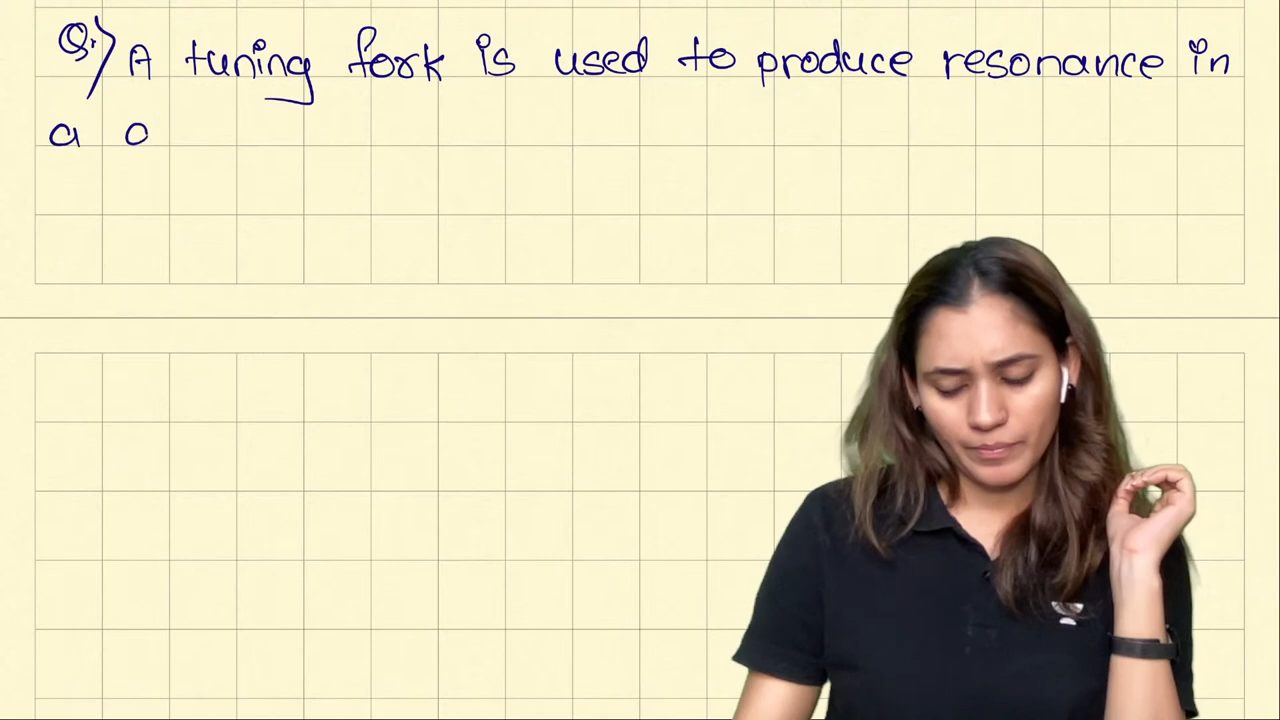 Q.) A tuning fork is used to produce resonance in
a o